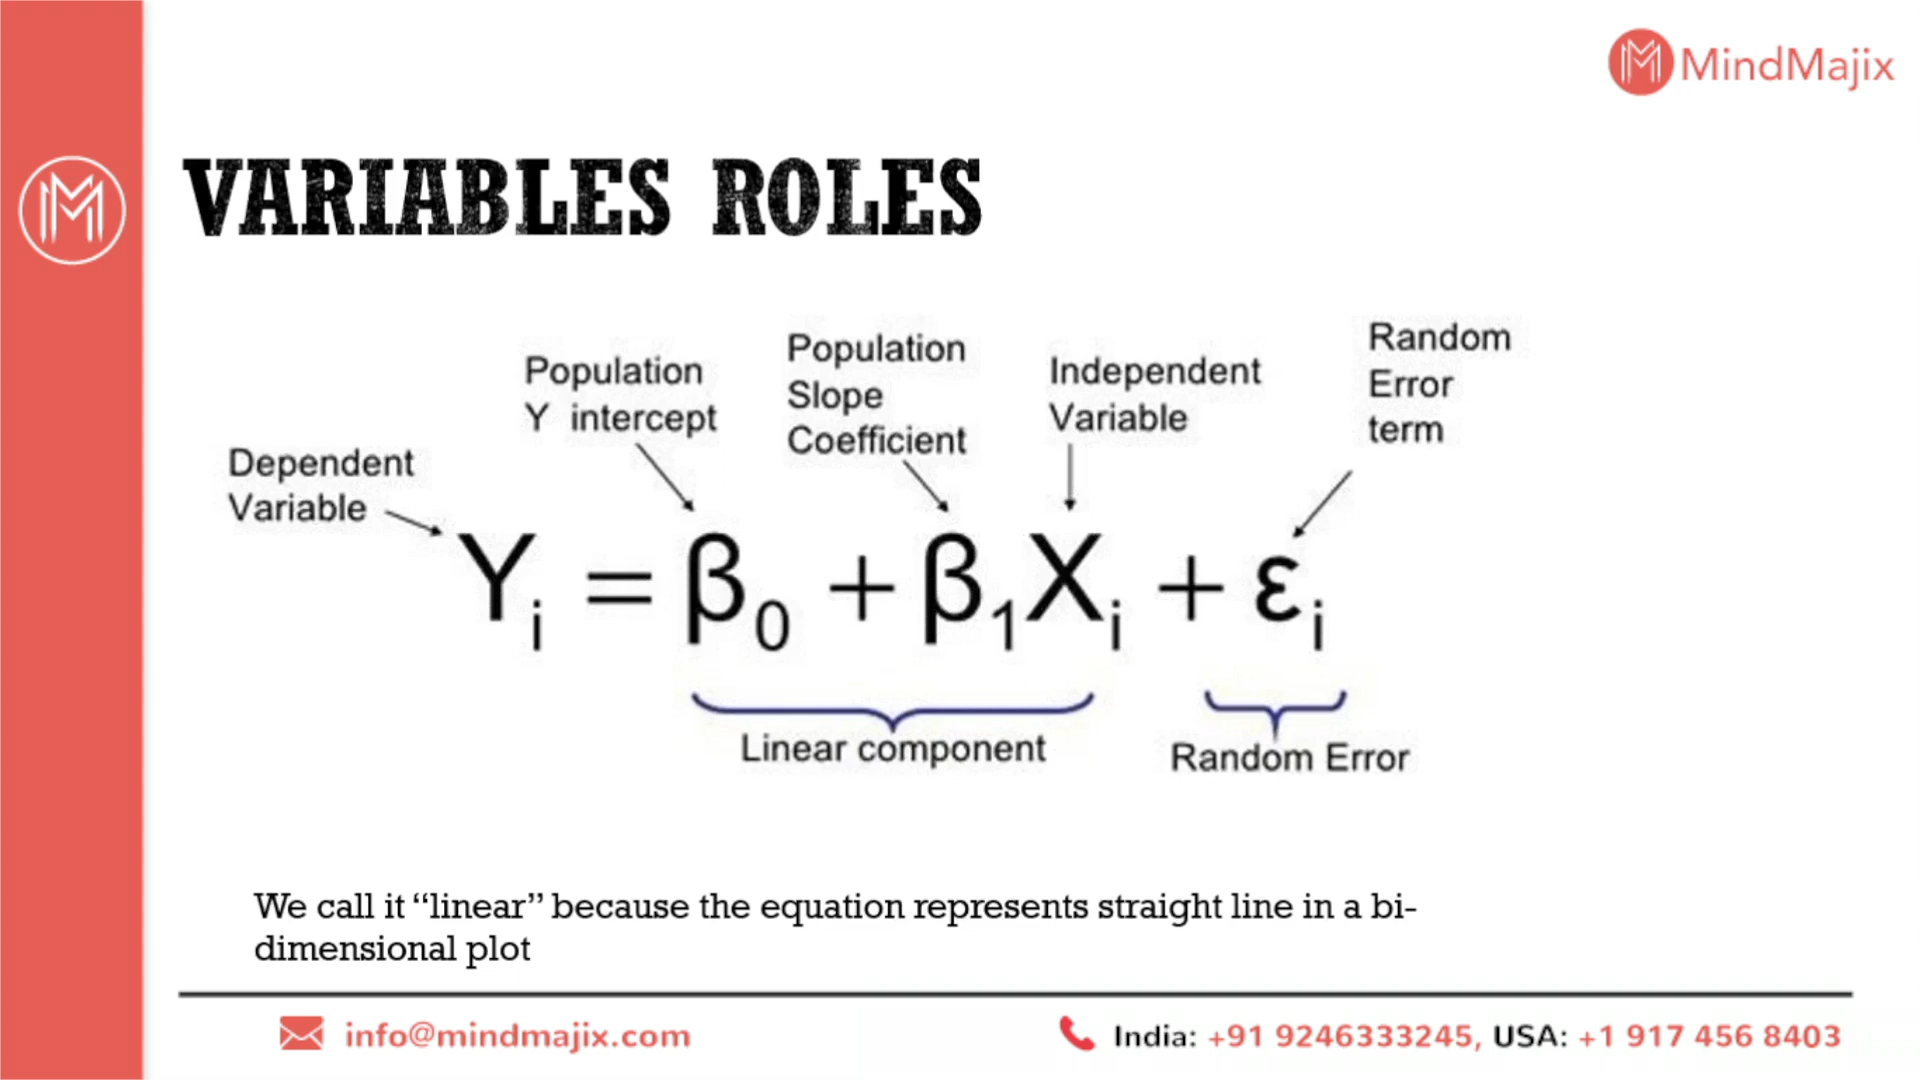 MindMajix
VARIABLES ROLES
Dependent
Variable
Population
Y intercept
Population
Slope
Coefficient
Independent
Variable
Random
Error
term
Yᵢ = β₀ + β₁Xᵢ + εᵢ
Linear component
Random Error
We call it “linear” because the equation represents straight line in a bi-
dimensional plot
info@mindmajix.com
India: +91 9246333245, USA: +1 917 456 8403